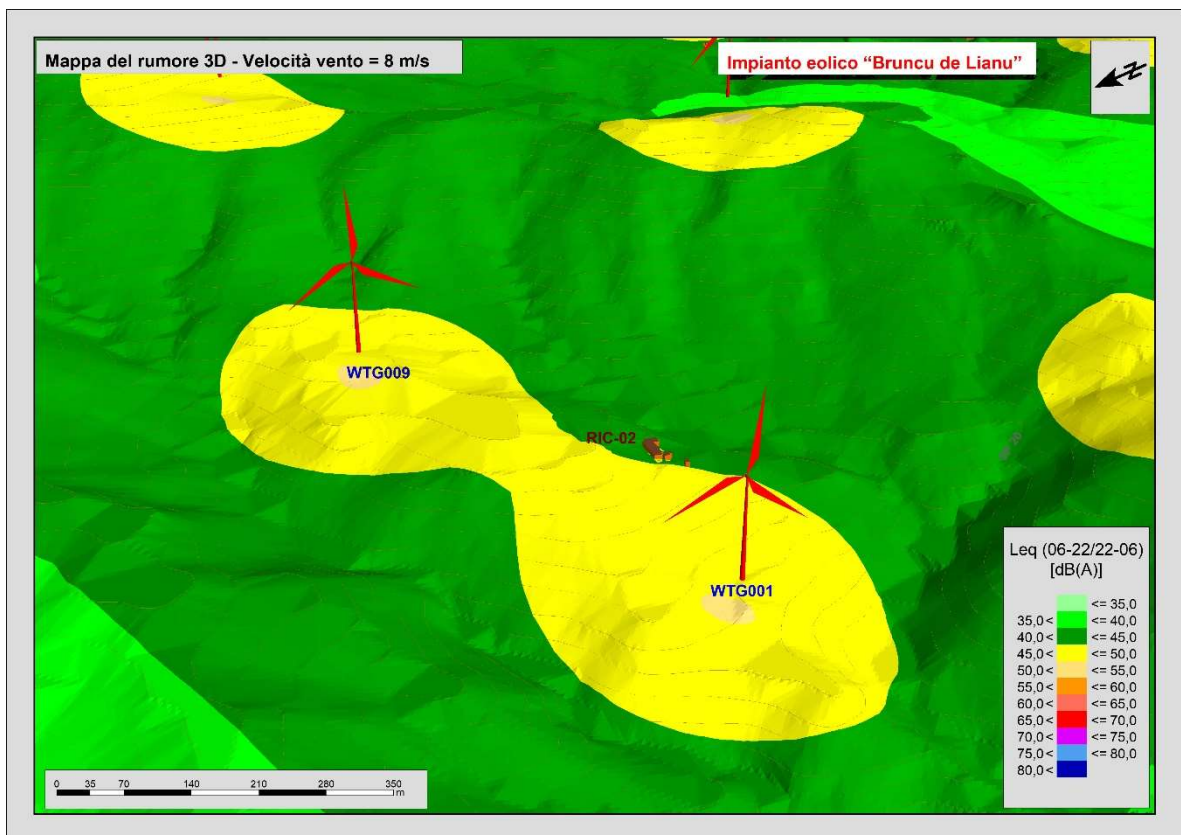 Mappa del rumore 3D - Velocità vento = 8 m/s
Impianto eolico “Bruncu de Lianu”
N
WTG009
RIC-02
WTG001
Leq (06-22/22-06)
[dB(A)]
<= 35,0
35,0 < <= 40,0
40,0 < <= 45,0
45,0 < <= 50,0
50,0 < <= 55,0
55,0 < <= 60,0
60,0 < <= 65,0
65,0 < <= 70,0
70,0 < <= 75,0
75,0 < <= 80,0
80,0 <
0 35 70 140 210 280 350
m